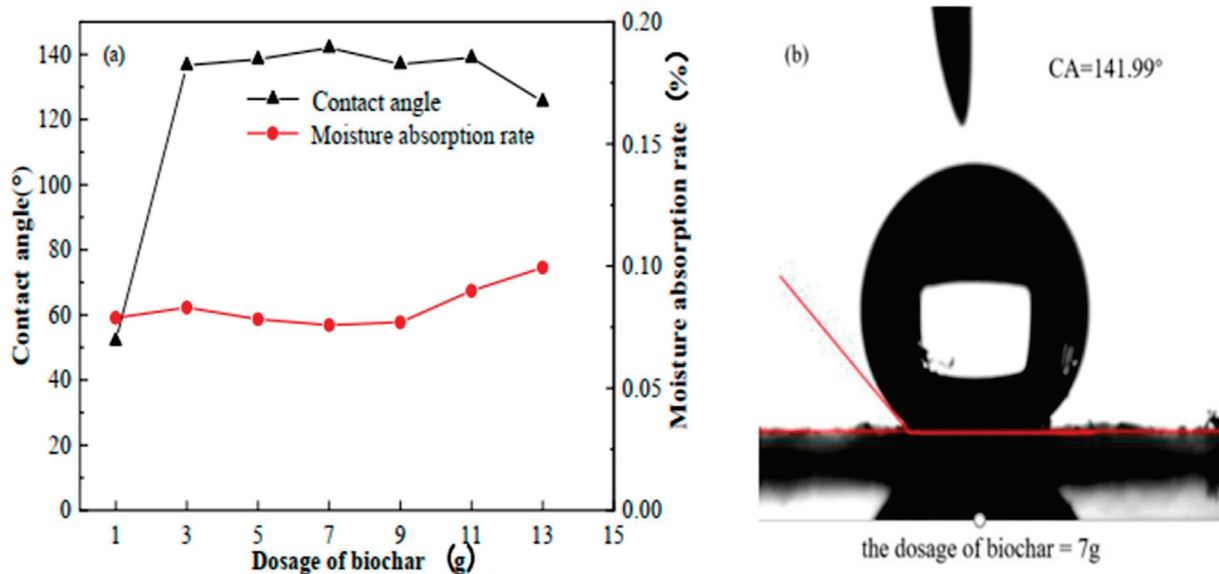 (a)
140
120
100
80
60
40
20
0
Contact angle(°)
Contact angle
Moisture absorption rate
0.20
0.15
0.10
0.05
0.00
Moisture absorption rate (%)
1 3 5 7 9 11 13 15
Dosage of biochar (g)
(b)
CA=141.99°
the dosage of biochar = 7g